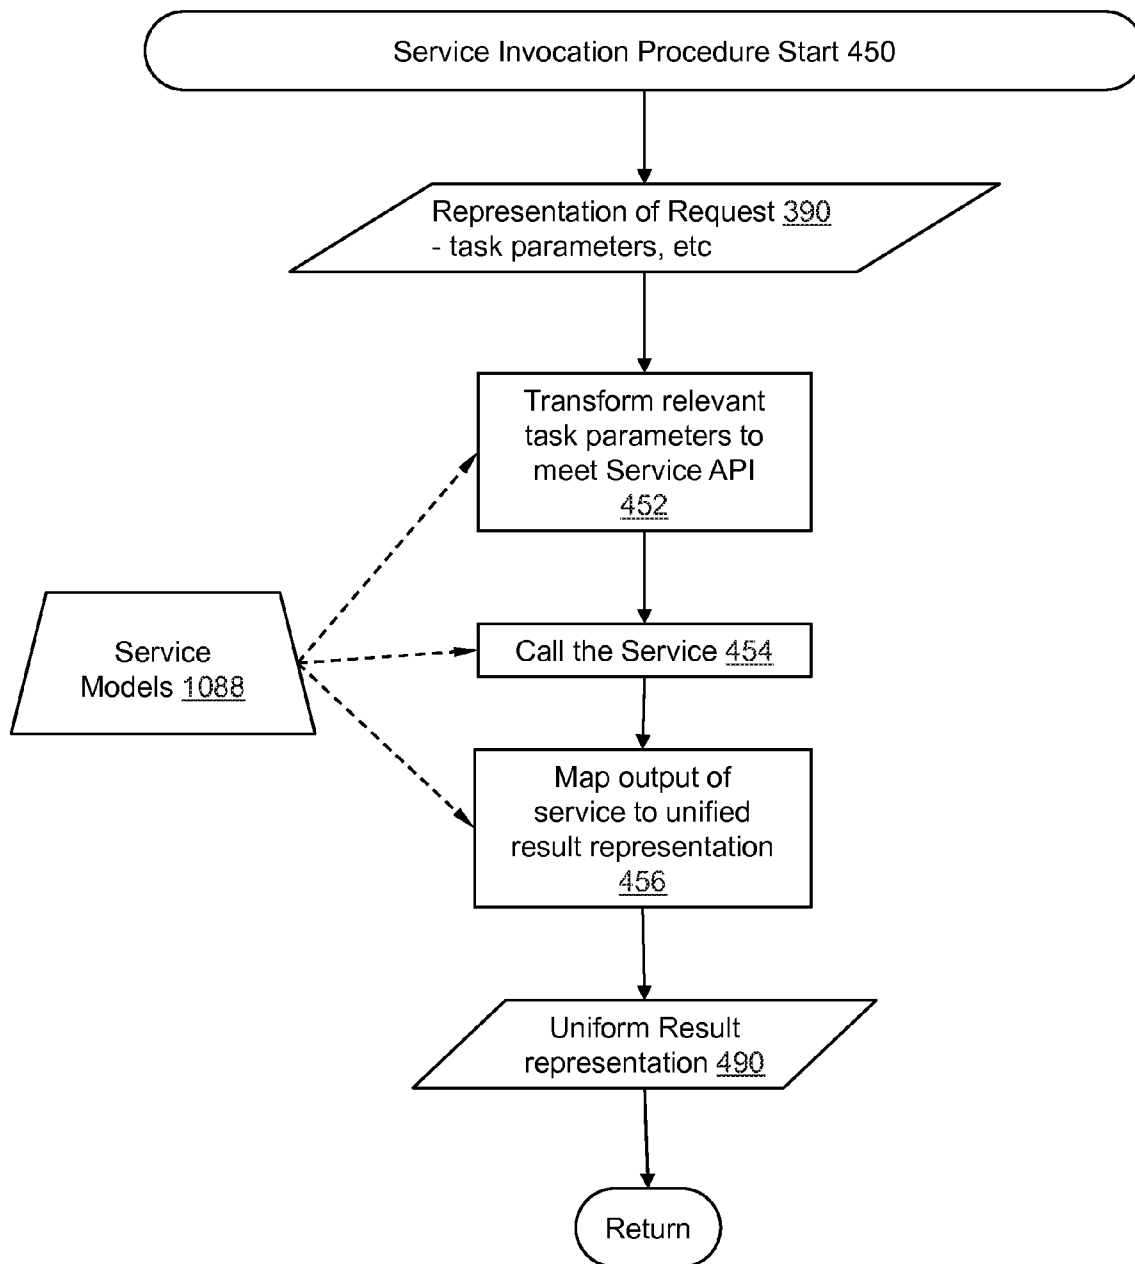 Service Invocation Procedure Start 450
Representation of Request 390
- task parameters, etc
Transform relevant
task parameters to
meet Service API
452
Service
Models 1088
Call the Service 454
Map output of
service to unified
result representation
456
Uniform Result
representation 490
Return